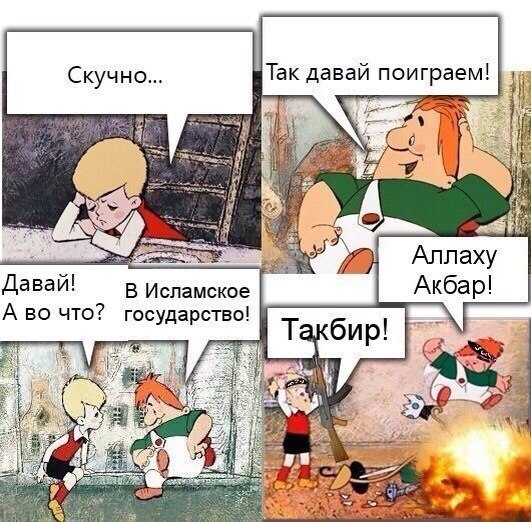 Скучно...
Так давай поиграем!
Давай!
А во что?
В Исламское
государство!
Такбир!
Аллаху
Акбар!